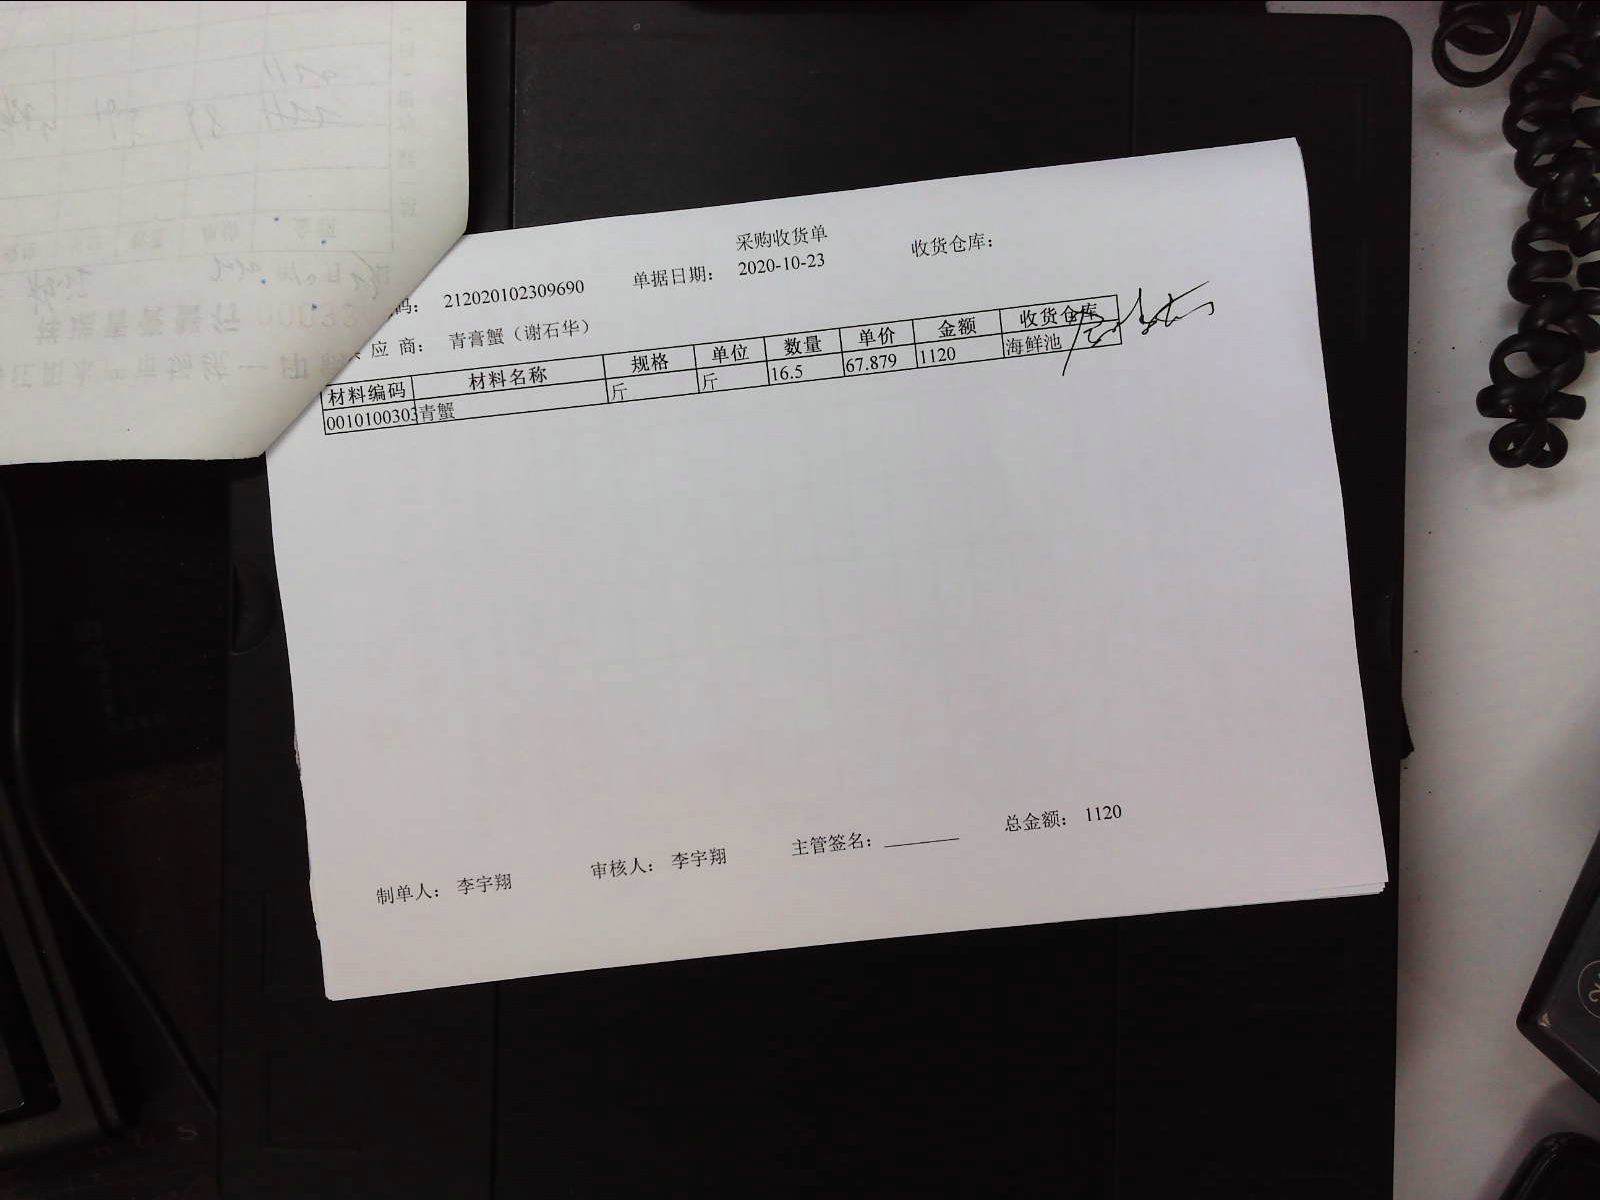 采购收货单
码： 212020102309690 单据日期： 2020-10-23 收货仓库：
应 商： 青膏蟹（谢石华）
材料编码 材料名称 规格 单位 数量 单价 金额 收货仓库
0010100303 青蟹 斤 斤 16.5 67.879 1120 海鲜池
制单人： 李宇翔 审核人： 李宇翔 主管签名： 总金额： 1120